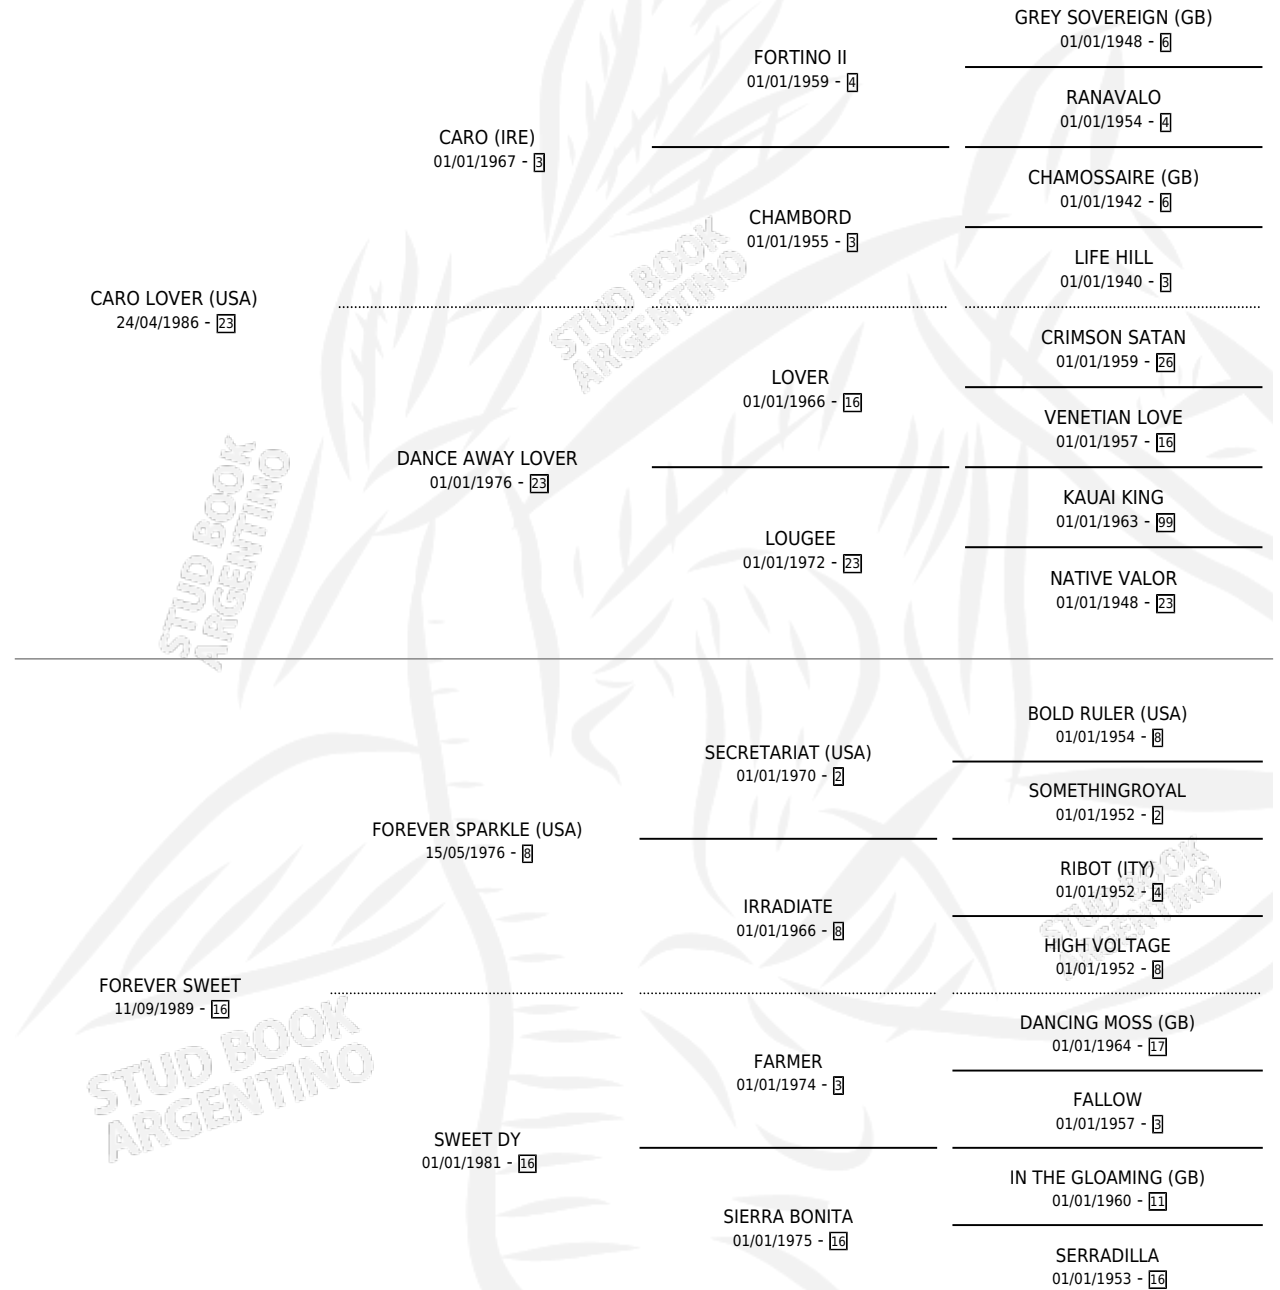 GREY SOVEREIGN (GB)
01/01/1948 - 6
FORTINO II
01/01/1959 - 4
RANAVALO
01/01/1954 - 4
CARO (IRE)
01/01/1967 - 3
CHAMOSSAIRE (GB)
01/01/1942 - 6
CHAMBORD
01/01/1955 - 3
LIFE HILL
01/01/1940 - 3
CARO LOVER (USA)
24/04/1986 - 23
CRIMSON SATAN
01/01/1959 - 26
LOVER
01/01/1966 - 16
VENETIAN LOVE
01/01/1957 - 16
DANCE AWAY LOVER
01/01/1976 - 23
KAUAI KING
01/01/1963 - 99
LOUGEE
01/01/1972 - 23
NATIVE VALOR
01/01/1948 - 23
BOLD RULER (USA)
01/01/1954 - 8
SECRETARIAT (USA)
01/01/1970 - 2
SOMETHINGROYAL
01/01/1952 - 2
FOREVER SPARKLE (USA)
15/05/1976 - 8
RIBOT (ITY)
01/01/1952 - 4
IRRADIATE
01/01/1966 - 8
HIGH VOLTAGE
01/01/1952 - 8
FOREVER SWEET
11/09/1989 - 16
DANCING MOSS (GB)
01/01/1964 - 17
FARMER
01/01/1974 - 3
FALLOW
01/01/1957 - 3
SWEET DY
01/01/1981 - 16
IN THE GLOAMING (GB)
01/01/1960 - 11
SIERRA BONITA
01/01/1975 - 16
SERRADILLA
01/01/1953 - 16
STUD BOOK
ARGENTINO
STUD BOOK
ARGENTINO
STUD BOOK
ARGENTINO
STUD BOOK
ARGENTINO